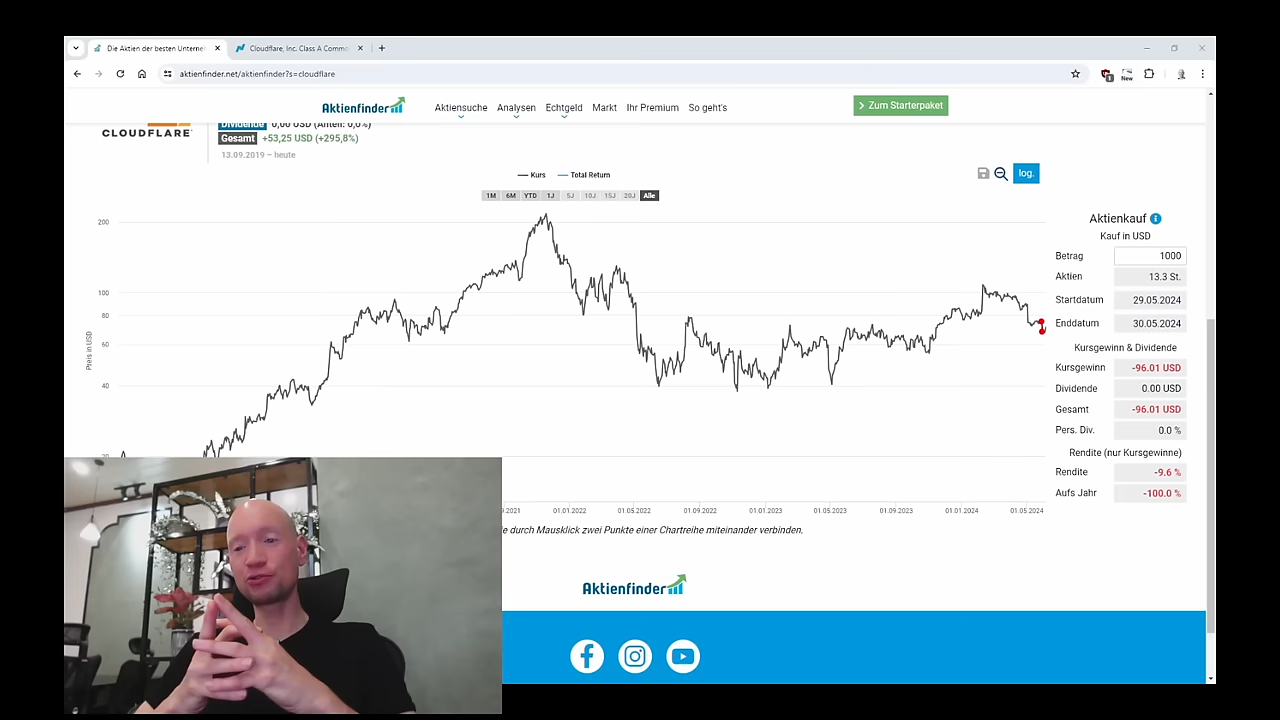 Die Aktien der besten Unterne
Cloudflare, Inc. Class A Commo
aktienfinder.net/aktienfinder?s=cloudflare
New
Aktienfinder
Aktiensuche Analysen Echtgeld Markt Ihr Premium So geht's
Zum Starterpaket
CLOUDFLARE
Dividende 0,00 USD (Anteil: 0,0%)
Gesamt +53,25 USD (+295,8%)
13.09.2019 – heute
Kurs Total Return
log.
1M 6M YTD 1J 5J 10J 15J 20J Alle
Preis in USD
200
100
80
60
40
20
9.2021 01.01.2022 01.05.2022 01.09.2022 01.01.2023 01.05.2023 01.09.2023 01.01.2024 01.05.2024
e durch Mausklick zwei Punkte einer Chartreihe miteinander verbinden.
Aktienkauf
Kauf in USD
Betrag 1000
Aktien 13.3 St.
Startdatum 29.05.2024
Enddatum 30.05.2024
Kursgewinn & Dividende
Kursgewinn -96.01 USD
Dividende 0.00 USD
Gesamt -96.01 USD
Pers. Div. 0.0 %
Rendite (nur Kursgewinne)
Rendite -9.6 %
Aufs Jahr -100.0 %
Aktienfinder